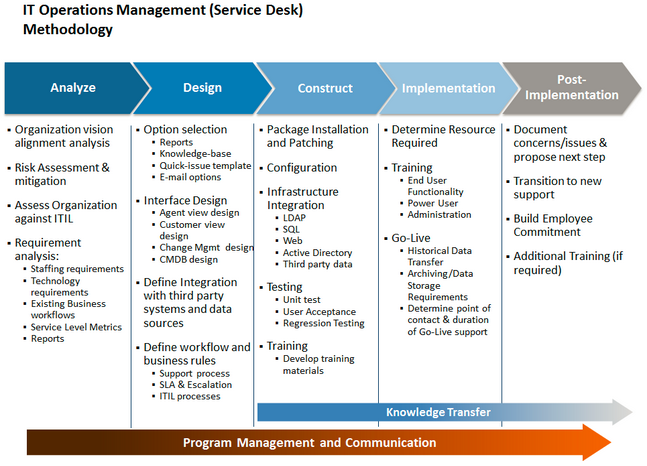 IT Operations Management (Service Desk)
Methodology
Analyze
Design
Construct
Implementation
Post-
Implementation
▪ Organization vision
alignment analysis
▪ Risk Assessment &
mitigation
▪ Assess Organization
against ITIL
▪ Requirement
analysis:
▪ Staffing requirements
▪ Technology
requirements
▪ Existing Business
workflows
▪ Service Level Metrics
▪ Reports
▪ Option selection
▪ Reports
▪ Knowledge-base
▪ Quick-issue template
▪ E-mail options
▪ Interface Design
▪ Agent view design
▪ Customer view
design
▪ Change Mgmt design
▪ CMDB design
▪ Define Integration
with third party
systems and data
sources
▪ Define workflow and
business rules
▪ Support process
▪ SLA & Escalation
▪ ITIL processes
▪ Package Installation
and Patching
▪ Configuration
▪ Infrastructure
Integration
▪ LDAP
▪ SQL
▪ Web
▪ Active Directory
▪ Third party data
▪ Testing
▪ Unit test
▪ User Acceptance
▪ Regression Testing
▪ Training
▪ Develop training
materials
▪ Determine Resource
Required
▪ Training
▪ End User
Functionality
▪ Power User
▪ Administration
▪ Go-Live
▪ Historical Data
Transfer
▪ Archiving/Data
Storage
Requirements
▪ Determine point of
contact & duration
of Go-Live support
▪ Document
concerns/issues &
propose next step
▪ Transition to new
support
▪ Build Employee
Commitment
▪ Additional Training (if
required)
Knowledge Transfer
Program Management and Communication